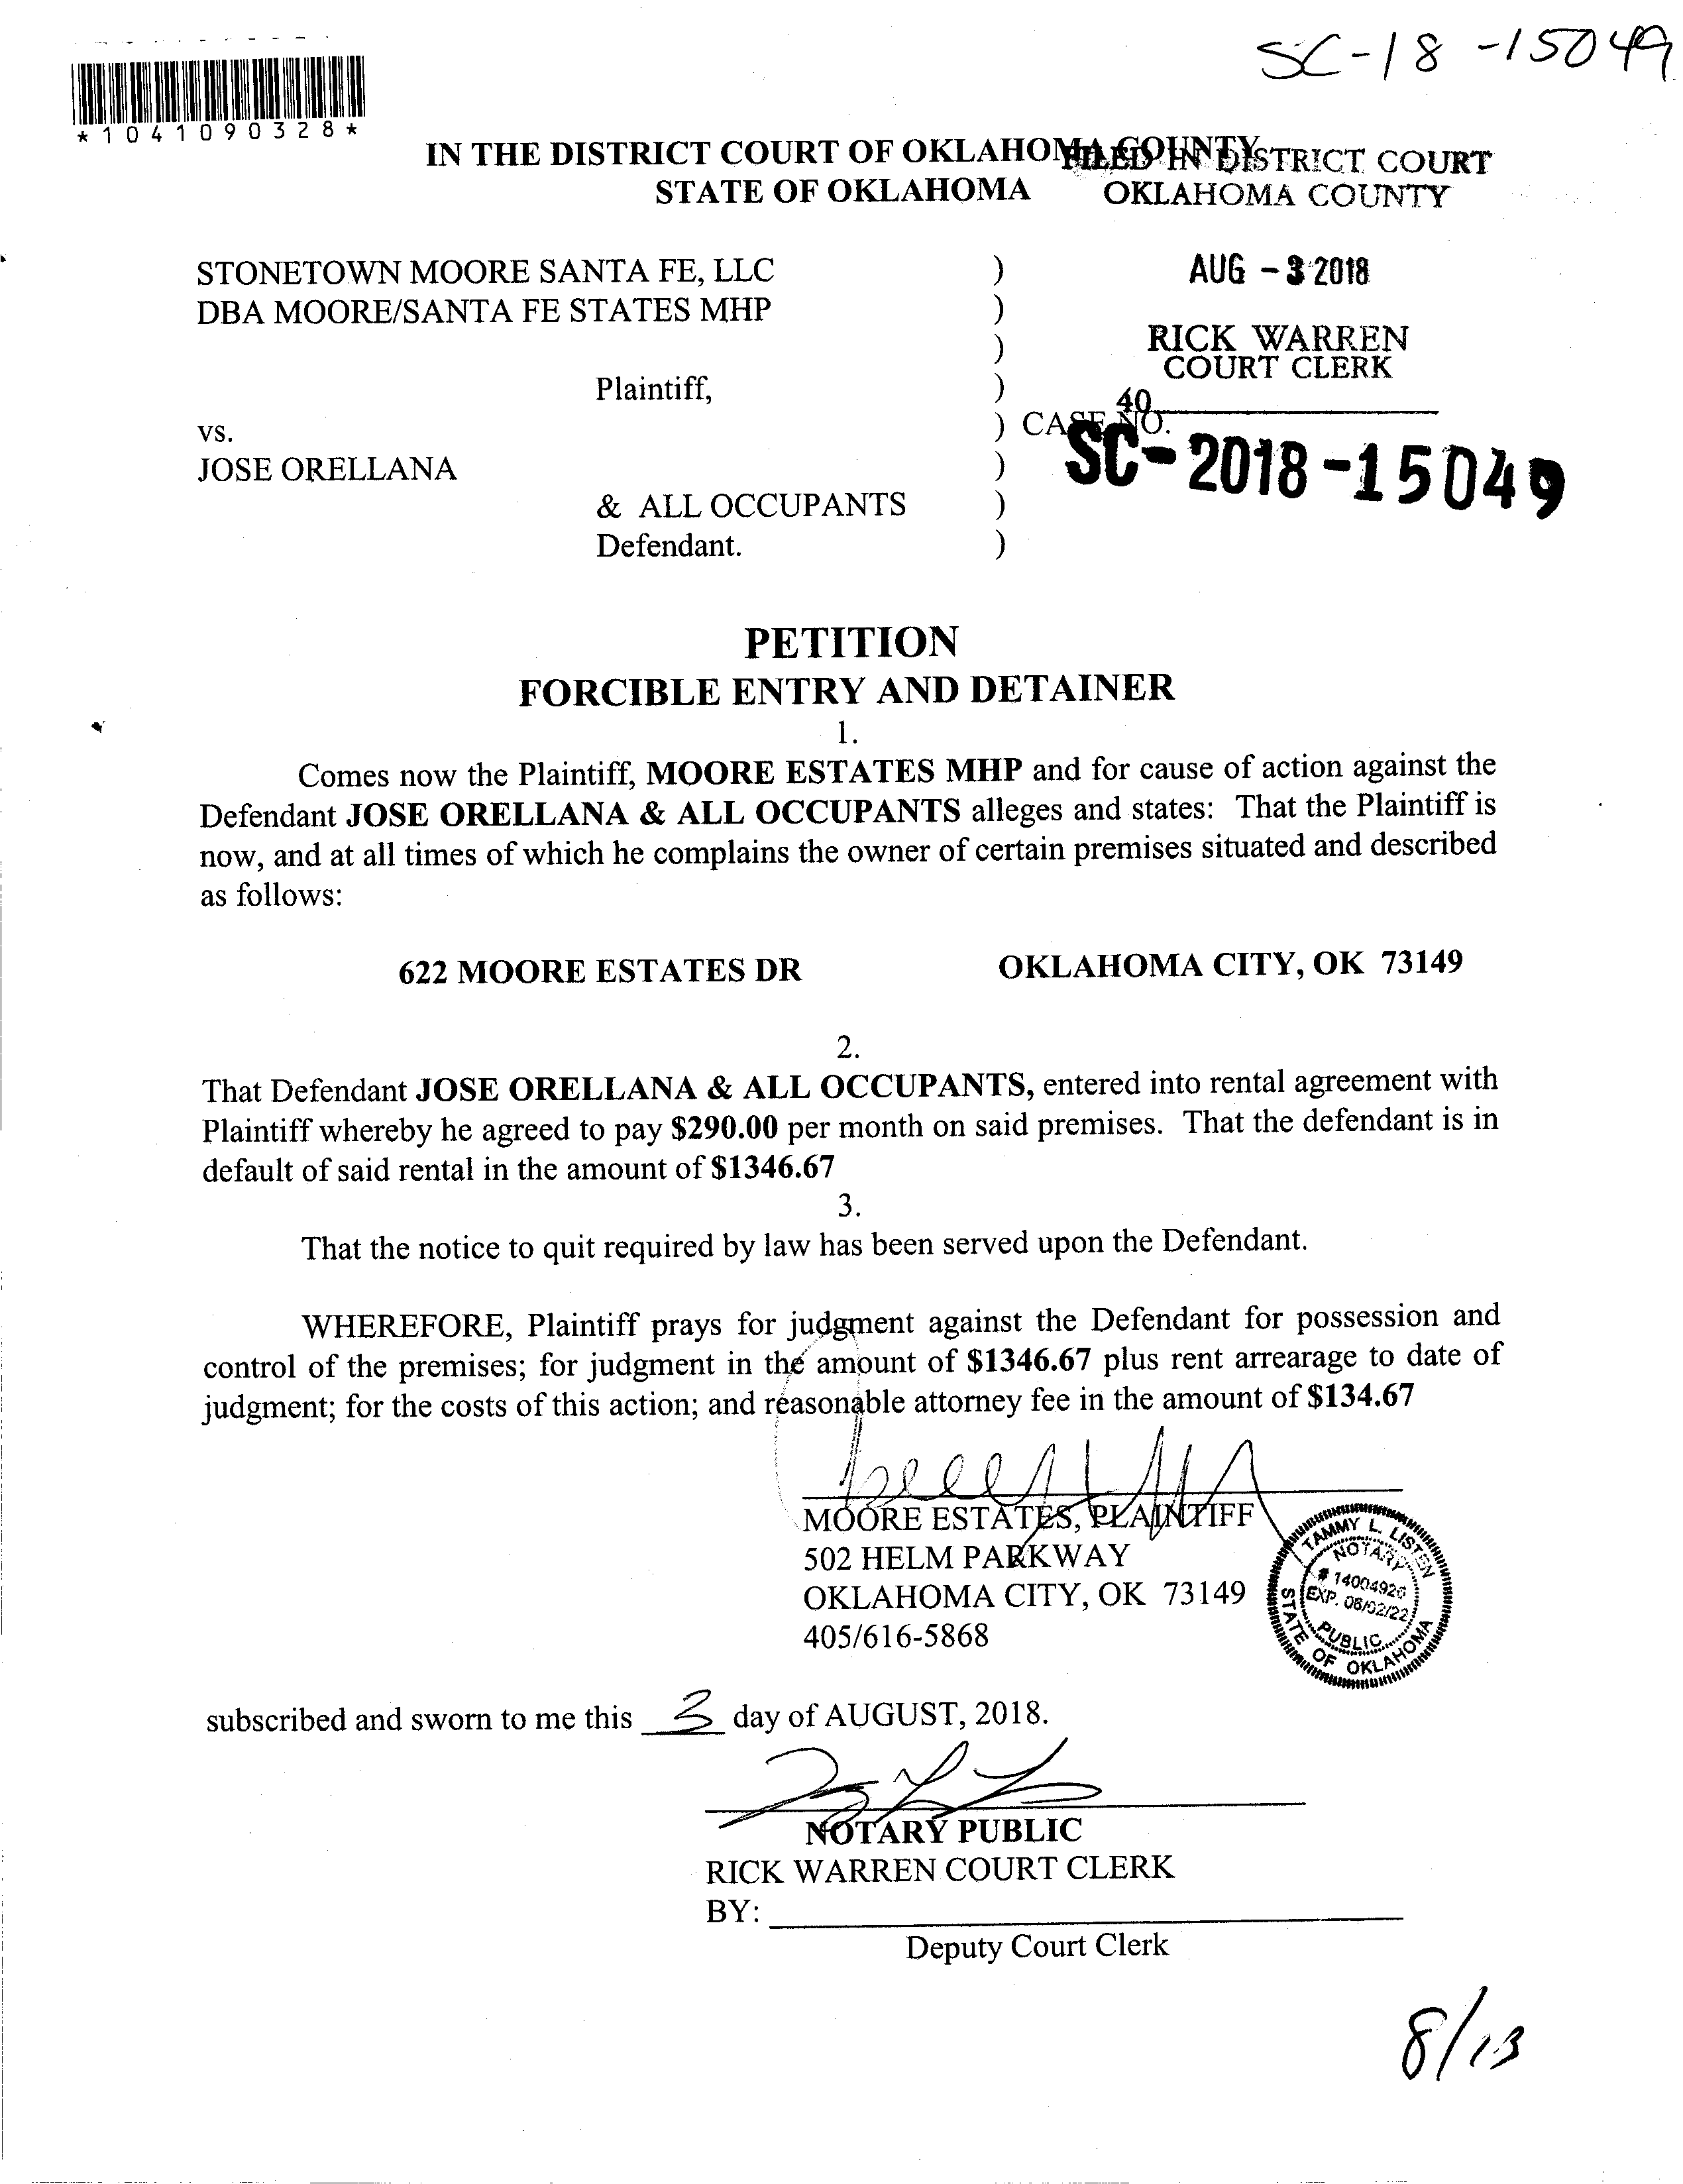 SC-18-15049
*1041090328*
IN THE DISTRICT COURT OF OKLAHOMA COUNTY
STATE OF OKLAHOMA
FILED IN DISTRICT COURT
OKLAHOMA COUNTY
STONETOWN MOORE SANTA FE, LLC )
DBA MOORE/SANTA FE STATES MHP )
)
AUG - 3 2018
RICK WARREN
COURT CLERK
40
Plaintiff, )
vs. ) CASE NO.
SC-2018-15049
JOSE ORELLANA )
& ALL OCCUPANTS )
Defendant. )
PETITION
FORCIBLE ENTRY AND DETAINER
1.
Comes now the Plaintiff, MOORE ESTATES MHP and for cause of action against the
Defendant JOSE ORELLANA & ALL OCCUPANTS alleges and states: That the Plaintiff is
now, and at all times of which he complains the owner of certain premises situated and described
as follows:
622 MOORE ESTATES DR OKLAHOMA CITY, OK 73149
2.
That Defendant JOSE ORELLANA & ALL OCCUPANTS, entered into rental agreement with
Plaintiff whereby he agreed to pay $290.00 per month on said premises. That the defendant is in
default of said rental in the amount of $1346.67
3.
That the notice to quit required by law has been served upon the Defendant.
WHEREFORE, Plaintiff prays for judgment against the Defendant for possession and
control of the premises; for judgment in the amount of $1346.67 plus rent arrearage to date of
judgment; for the costs of this action; and reasonable attorney fee in the amount of $134.67
MOORE ESTATES, PLAINTIFF
502 HELM PARKWAY
OKLAHOMA CITY, OK 73149
405/616-5868
TAMMY L. LISTEN
NOTARY
# 14004926
EXP. 06/02/22
PUBLIC
STATE OF OKLAHOMA
subscribed and sworn to me this 3 day of AUGUST, 2018.
NOTARY PUBLIC
RICK WARREN COURT CLERK
BY:
Deputy Court Clerk
8/13